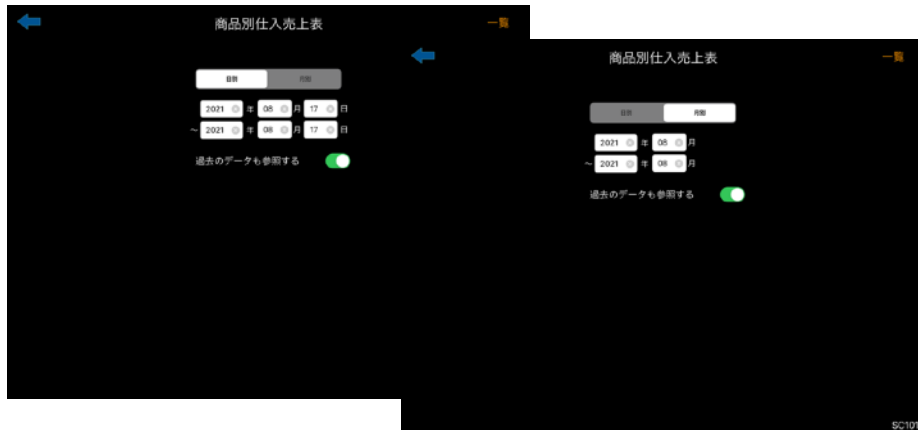 商品別仕入売上表
一覧
日別
月別
2021 年 08 月 17 日
～ 2021 年 08 月 17 日
過去のデータも参照する
商品別仕入売上表
一覧
日別
月別
2021 年 08 月
～ 2021 年 08 月
過去のデータも参照する
SC101